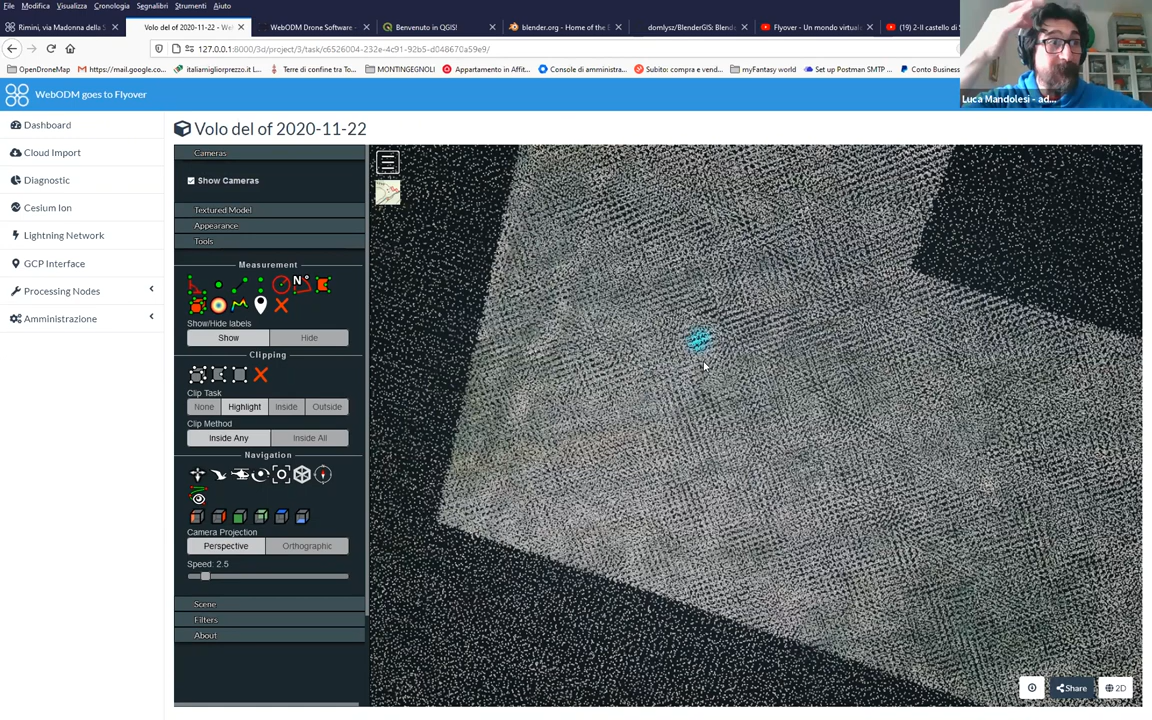 File Modifica Visualizza Cronologia Segnalibri Strumenti Aiuto
Rimini, via Madonna della S
Volo del of 2020-11-22 - We
WebODM Drone Software -
Benvenuto in QGIS!
blender.org - Home of the B
domlysz/BlenderGIS: Blend
Flyover - Un mondo virtual
(19) 2-Il castello di S
127.0.0.1:8000/3d/project/3/task/c6526004-232e-4c91-92b5-d048670a59e9/
OpenDroneMap
https://mail.google.co...
italiamigliorprezzo.it L...
Terre di confine tra To...
MONTINGEGNOLI
Appartamento in Affit...
Console di amministra...
Subito: compra e vend...
myFantasy world
Set up Postman SMTP ...
Conto Business
Luca Mandolesi - ad...
WebODM goes to Flyover
Dashboard
Cloud Import
Diagnostic
Cesium Ion
Lightning Network
GCP Interface
Processing Nodes
Amministrazione
Volo del of 2020-11-22
Cameras
Show Cameras
Textured Model
Appearance
Tools
Measurement
N
Show/Hide labels
Show Hide
Clipping
Clip Task
None Highlight Inside Outside
Clip Method
Inside Any Inside All
Navigation
Camera Projection
Perspective Orthographic
Speed: 2.5
Scene
Filters
About
Share
2D